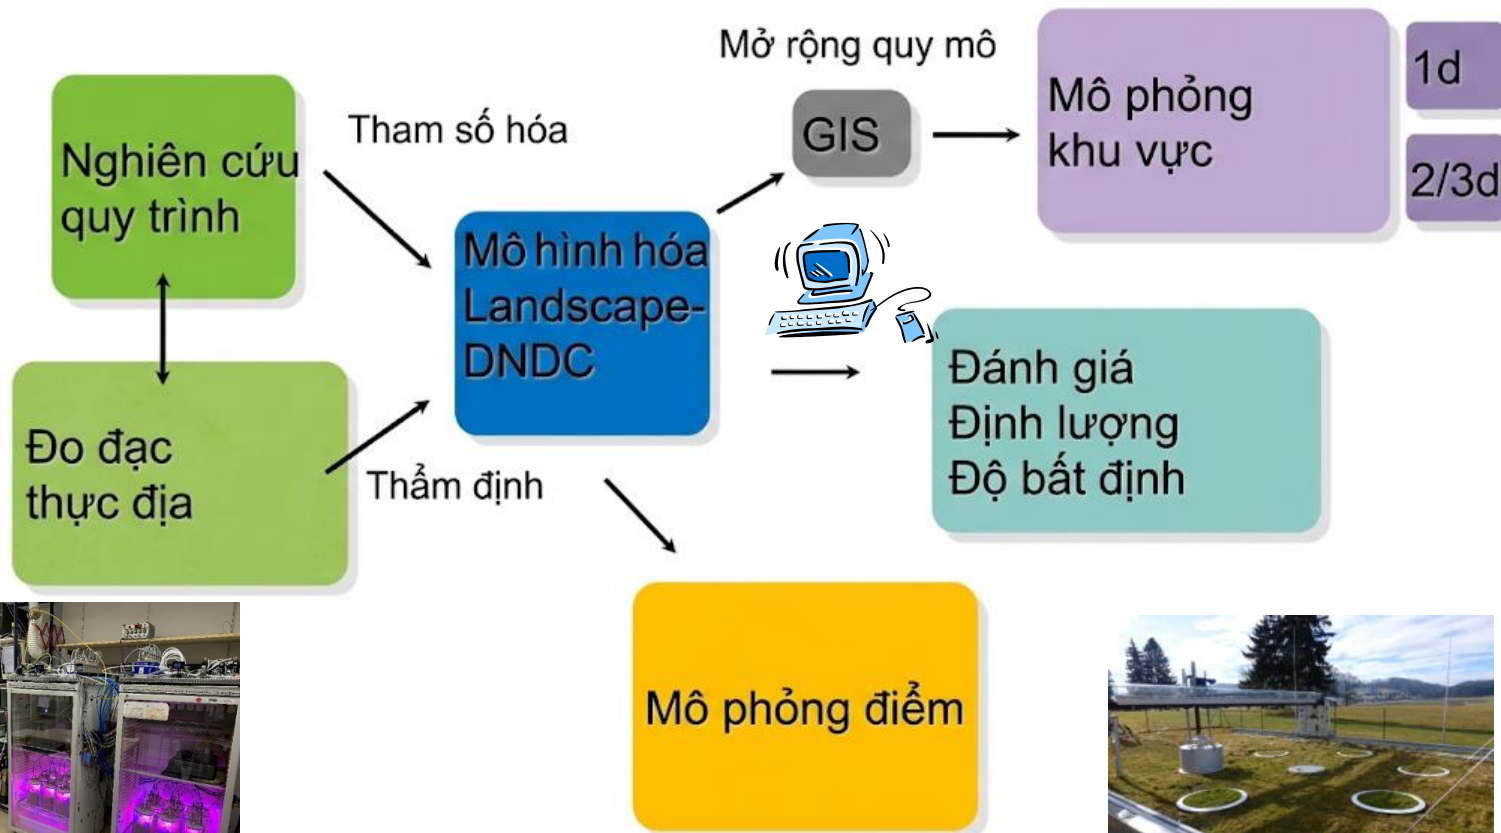 Mở rộng quy mô
Nghiên cứu
quy trình
Tham số hóa
GIS
Mô phỏng
khu vực
1d
2/3d
Mô hình hóa
Landscape-
DNDC
Đo đạc
thực địa
Thẩm định
Đánh giá
Định lượng
Độ bất định
Mô phỏng điểm